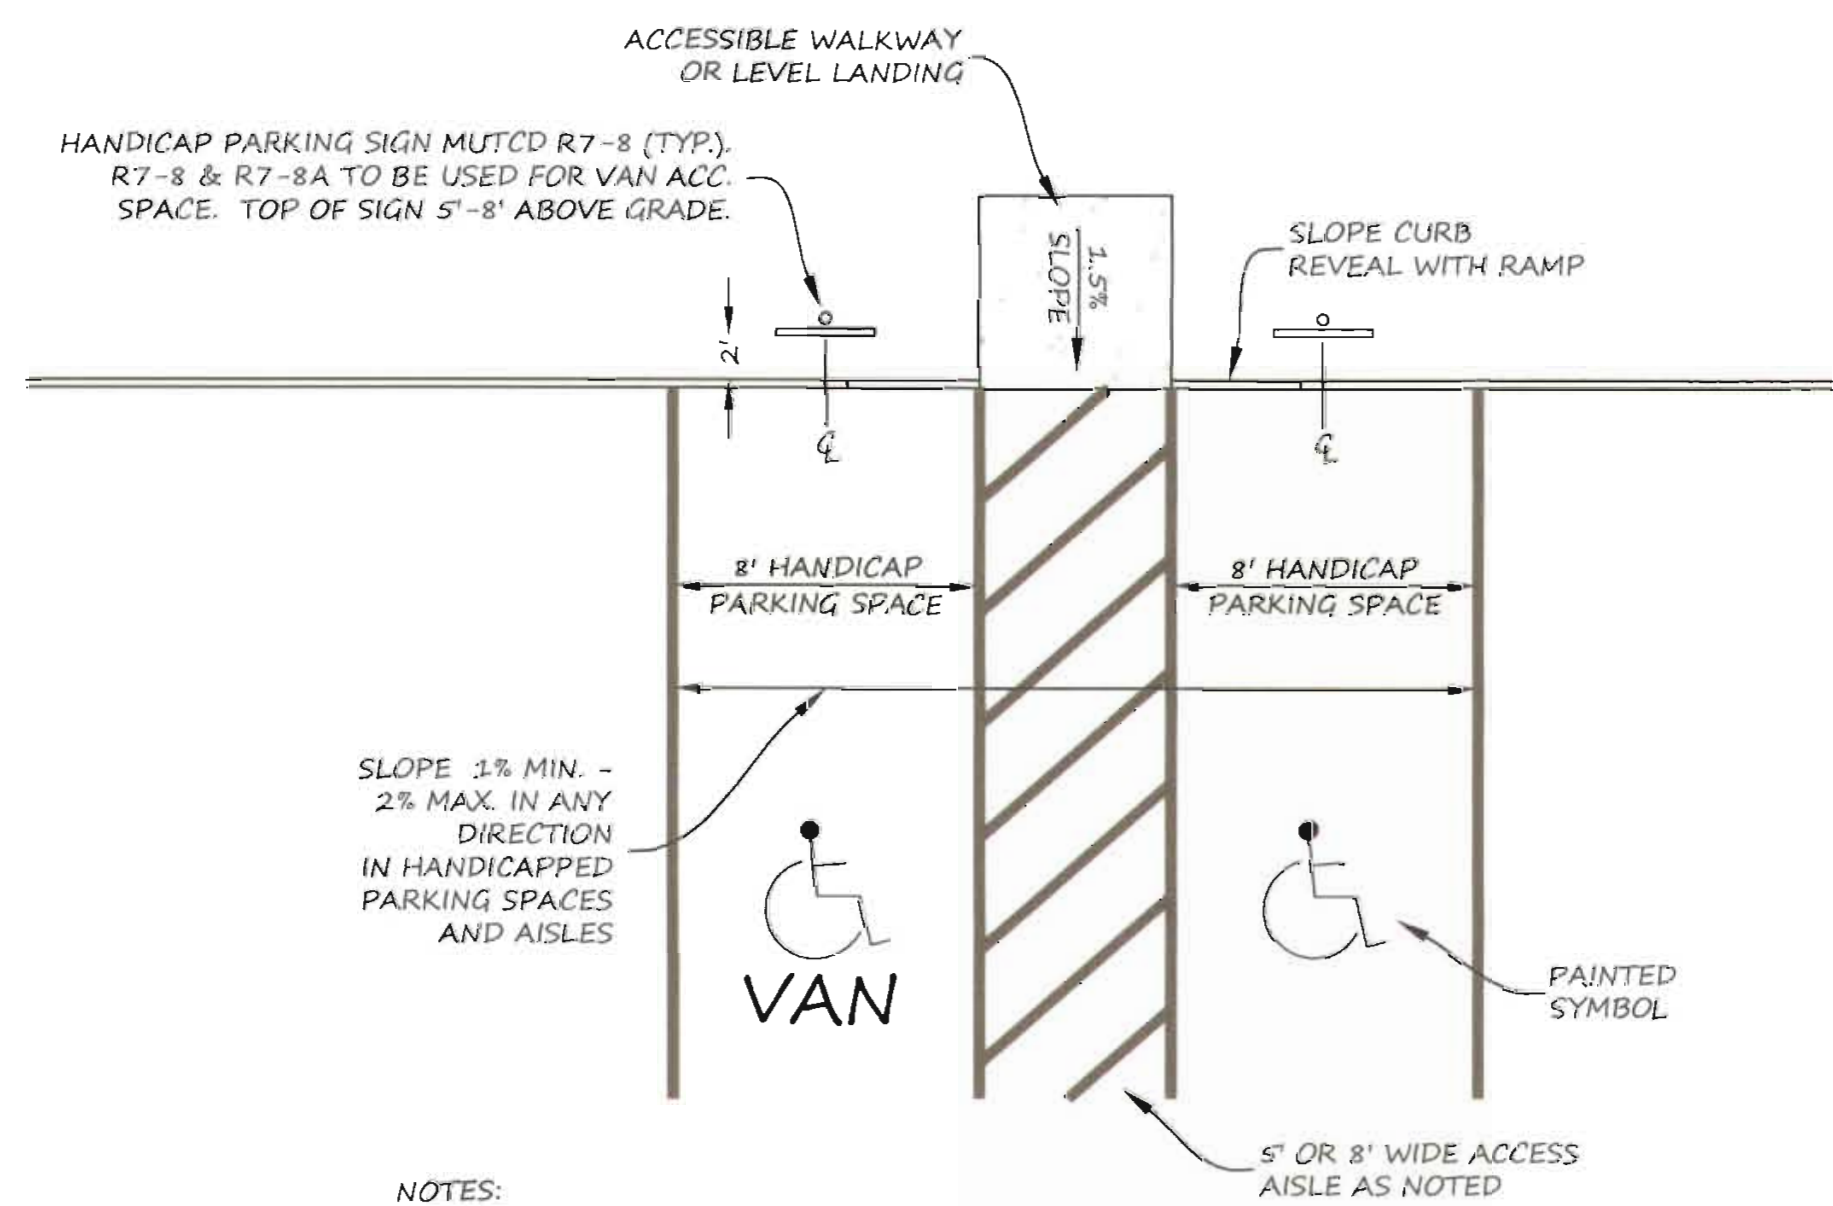 ACCESSIBLE WALKWAY
OR LEVEL LANDING
HANDICAP PARKING SIGN MUTCD R7-8 (TYP.).
R7-8 & R7-8A TO BE USED FOR VAN ACC.
SPACE. TOP OF SIGN 5'-8' ABOVE GRADE.
1.5%
SLOPE
SLOPE CURB
REVEAL WITH RAMP
2'
℄
℄
8' HANDICAP
PARKING SPACE
8' HANDICAP
PARKING SPACE
SLOPE 1% MIN. -
2% MAX. IN ANY
DIRECTION
IN HANDICAPPED
PARKING SPACES
AND AISLES
VAN
PAINTED
SYMBOL
5' OR 8' WIDE ACCESS
AISLE AS NOTED
NOTES: